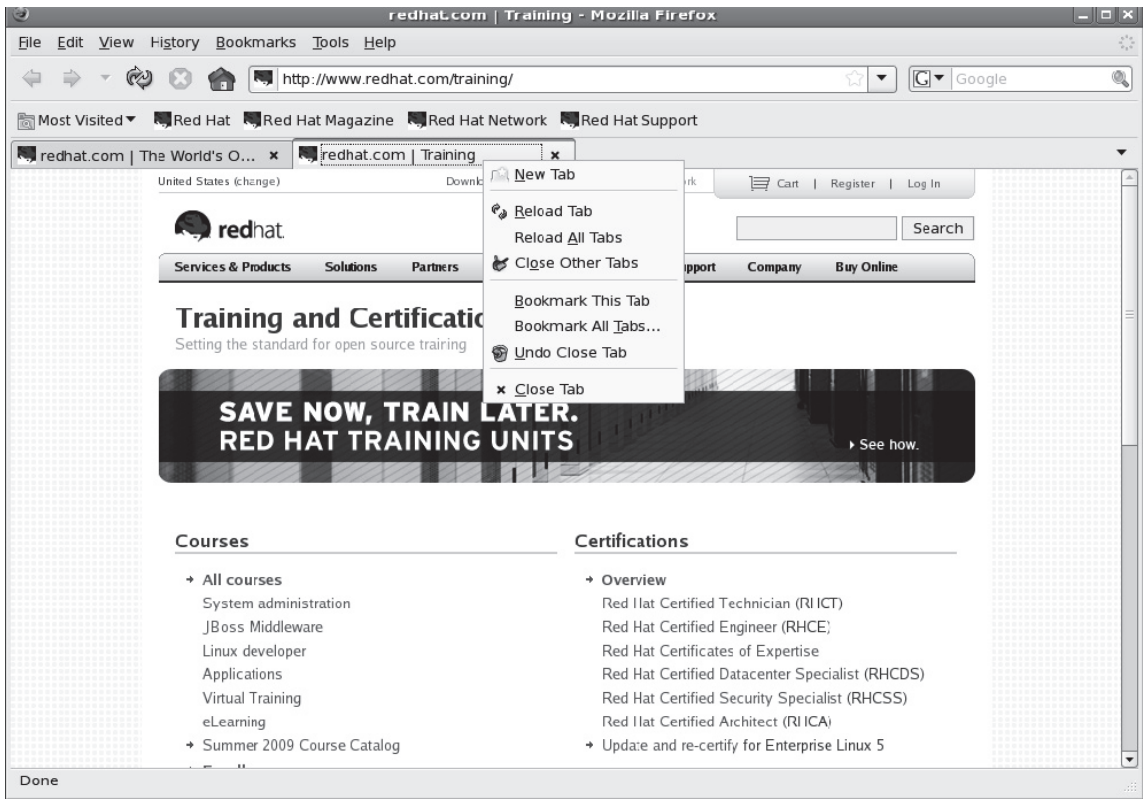 redhat.com | Training - Mozilla Firefox
File Edit View History Bookmarks Tools Help
http://www.redhat.com/training/
G Google
Most Visited Red Hat Red Hat Magazine Red Hat Network Red Hat Support
redhat.com | The World's O... redhat.com | Training
United States (change) Cart | Register | Log In
redhat. Search
Services & Products Solutions Partners Company Buy Online
New Tab
Reload Tab
Reload All Tabs
Close Other Tabs
Bookmark This Tab
Bookmark All Tabs...
Undo Close Tab
Close Tab
Training and
Setting the standard for open source training
SAVE NOW, TRAIN LATER.
RED HAT TRAINING UNITS
See how.
Courses
All courses
System administration
JBoss Middleware
Linux developer
Applications
Virtual Training
eLearning
Summer 2009 Course Catalog
Certifications
Overview
Red Hat Certified Technician (RHCT)
Red Hat Certified Engineer (RHCE)
Red Hat Certificates of Expertise
Red Hat Certified Datacenter Specialist (RHCDS)
Red Hat Certified Security Specialist (RHCSS)
Red Hat Certified Architect (RHCA)
Update and re-certify for Enterprise Linux 5
Done